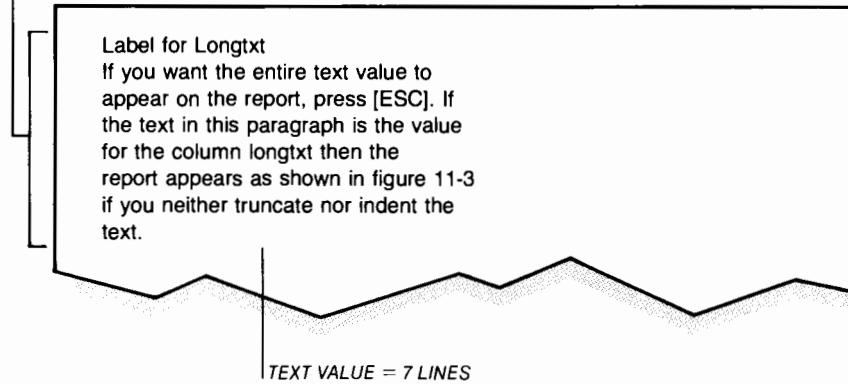 Label for Longtxt
If you want the entire text value to
appear on the report, press [ESC]. If
the text in this paragraph is the value
for the column longtxt then the
report appears as shown in figure 11-3
if you neither truncate nor indent the
text.
TEXT VALUE = 7 LINES